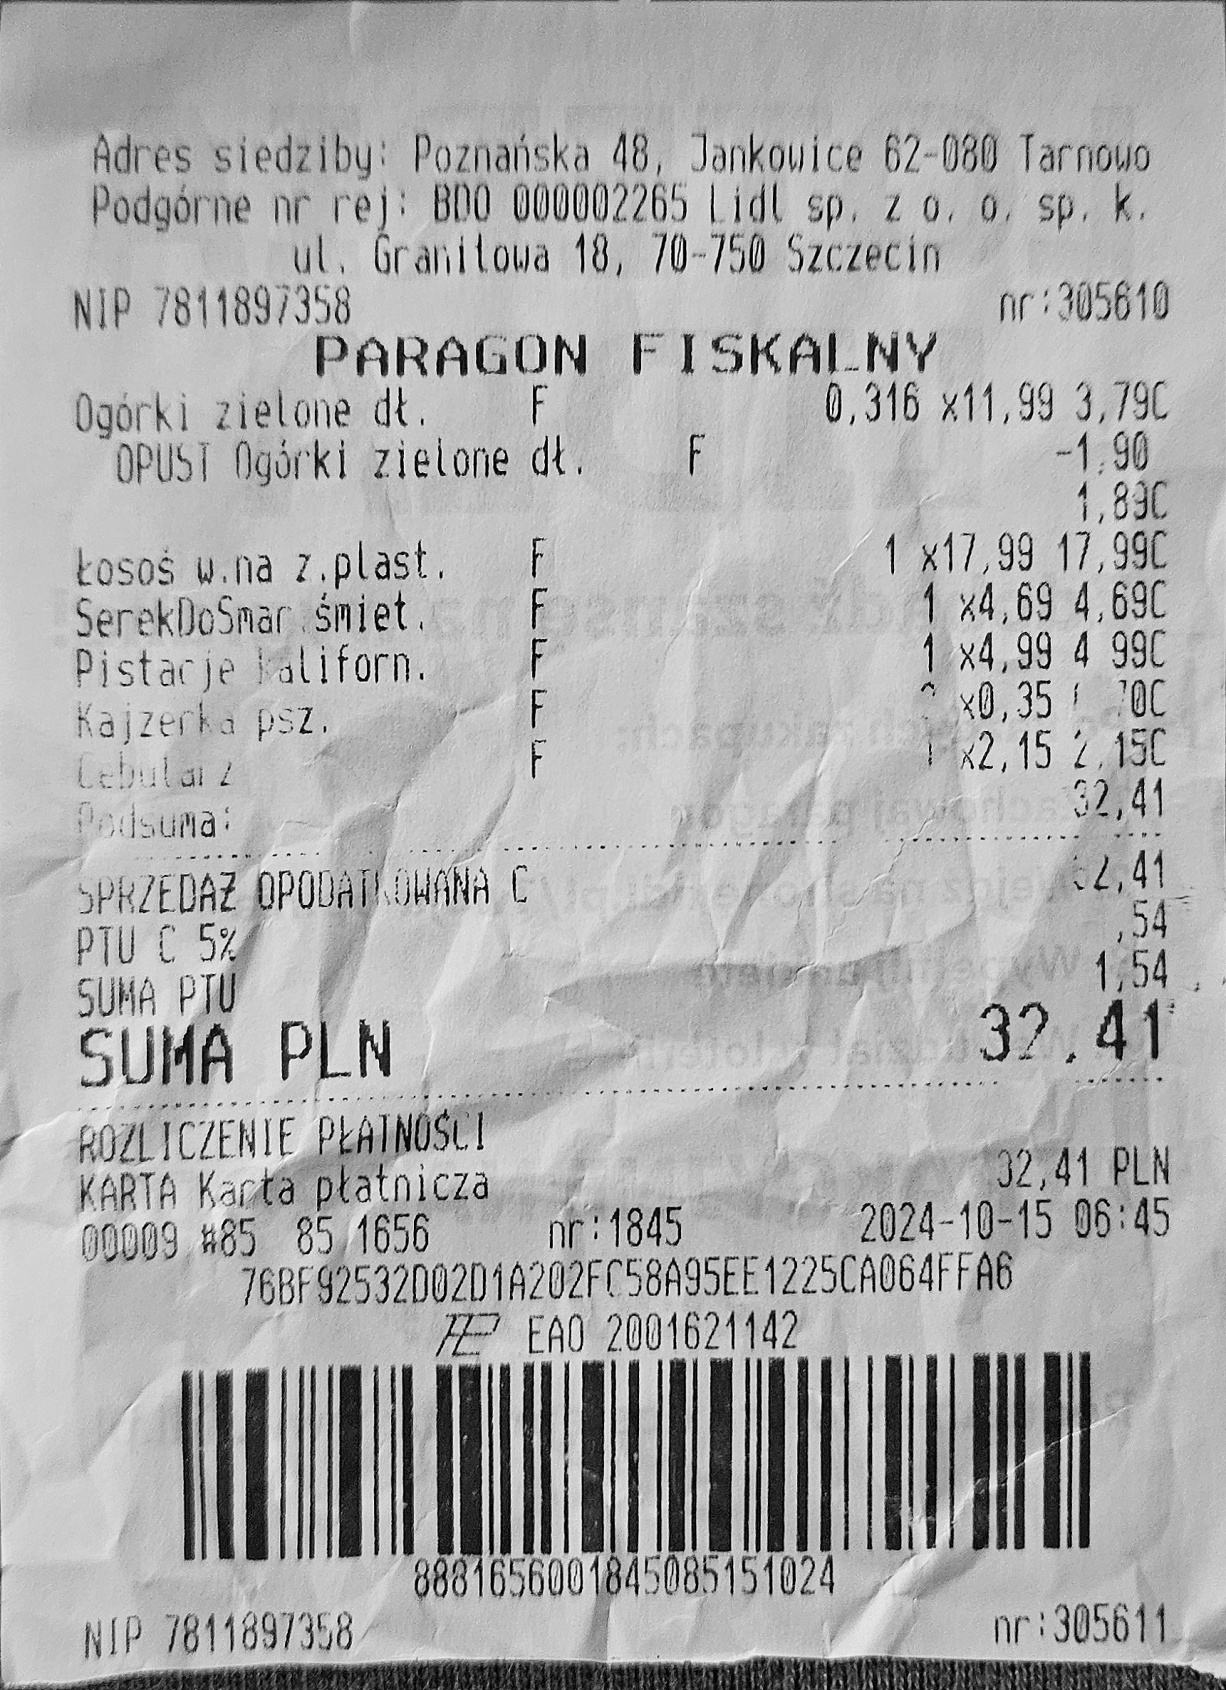 Adres siedziby: Poznańska 48, Jankowice 62-080 Tarnowo
Podgórne nr rej: BDO 000002265 Lidl sp. z o. o. sp. k.
ul. Granitowa 18, 70-750 Szczecin
NIP 7811897358 nr:305610
PARAGON FISKALNY
Ogórki zielone dł. F 0,316 x11,99 3,79C
OPUST Ogórki zielone dł. F -1,90
1,89C
Łosoś w.na z.plast. F 1 x17,99 17,99C
SerekDoSmar.śmiet. F 1 x4,69 4,69C
Pistacje kaliforn. F 1 x4,99 4,99C
Kajzerka psz. F 2 x0,35 0,70C
Cebularz F 1 x2,15 2,15C
Podsuma: 32,41
SPRZEDAŻ OPODATKOWANA C 32,41
PTU C 5% 1,54
SUMA PTU 1,54
SUMA PLN 32,41
ROZLICZENIE PŁATNOŚCI
KARTA Karta płatnicza 32,41 PLN
00009 #85 85 1656 nr:1845 2024-10-15 06:45
76BF92532D02D1A202FC58A95EE1225CA064FFA6
EAO 2001621142
8881656001845085151024
NIP 7811897358 nr:305611